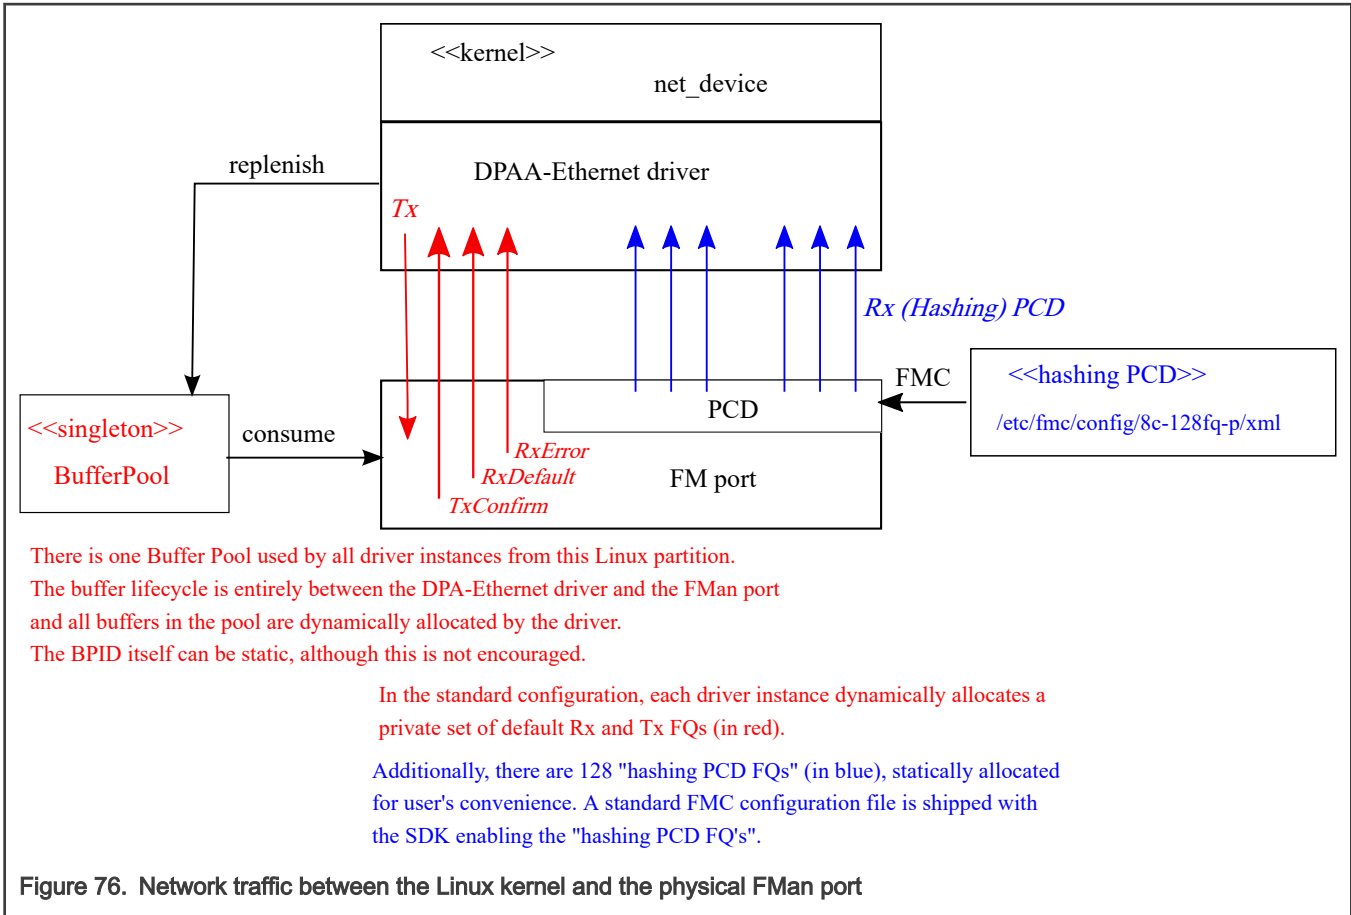 <<kernel>>
net_device
replenish
DPAA-Ethernet driver
Tx
Rx (Hashing) PCD
<<singleton>>
BufferPool
consume
PCD
FMC
<<hashing PCD>>
/etc/fmc/config/8c-128fq-p/xml
RxError
RxDefault
TxConfirm
FM port
There is one Buffer Pool used by all driver instances from this Linux partition.
The buffer lifecycle is entirely between the DPA-Ethernet driver and the FMan port
and all buffers in the pool are dynamically allocated by the driver.
The BPID itself can be static, although this is not encouraged.
In the standard configuration, each driver instance dynamically allocates a
private set of default Rx and Tx FQs (in red).
Additionally, there are 128 "hashing PCD FQs" (in blue), statically allocated
for user's convenience. A standard FMC configuration file is shipped with
the SDK enabling the "hashing PCD FQ's".
Figure 76. Network traffic between the Linux kernel and the physical FMan port